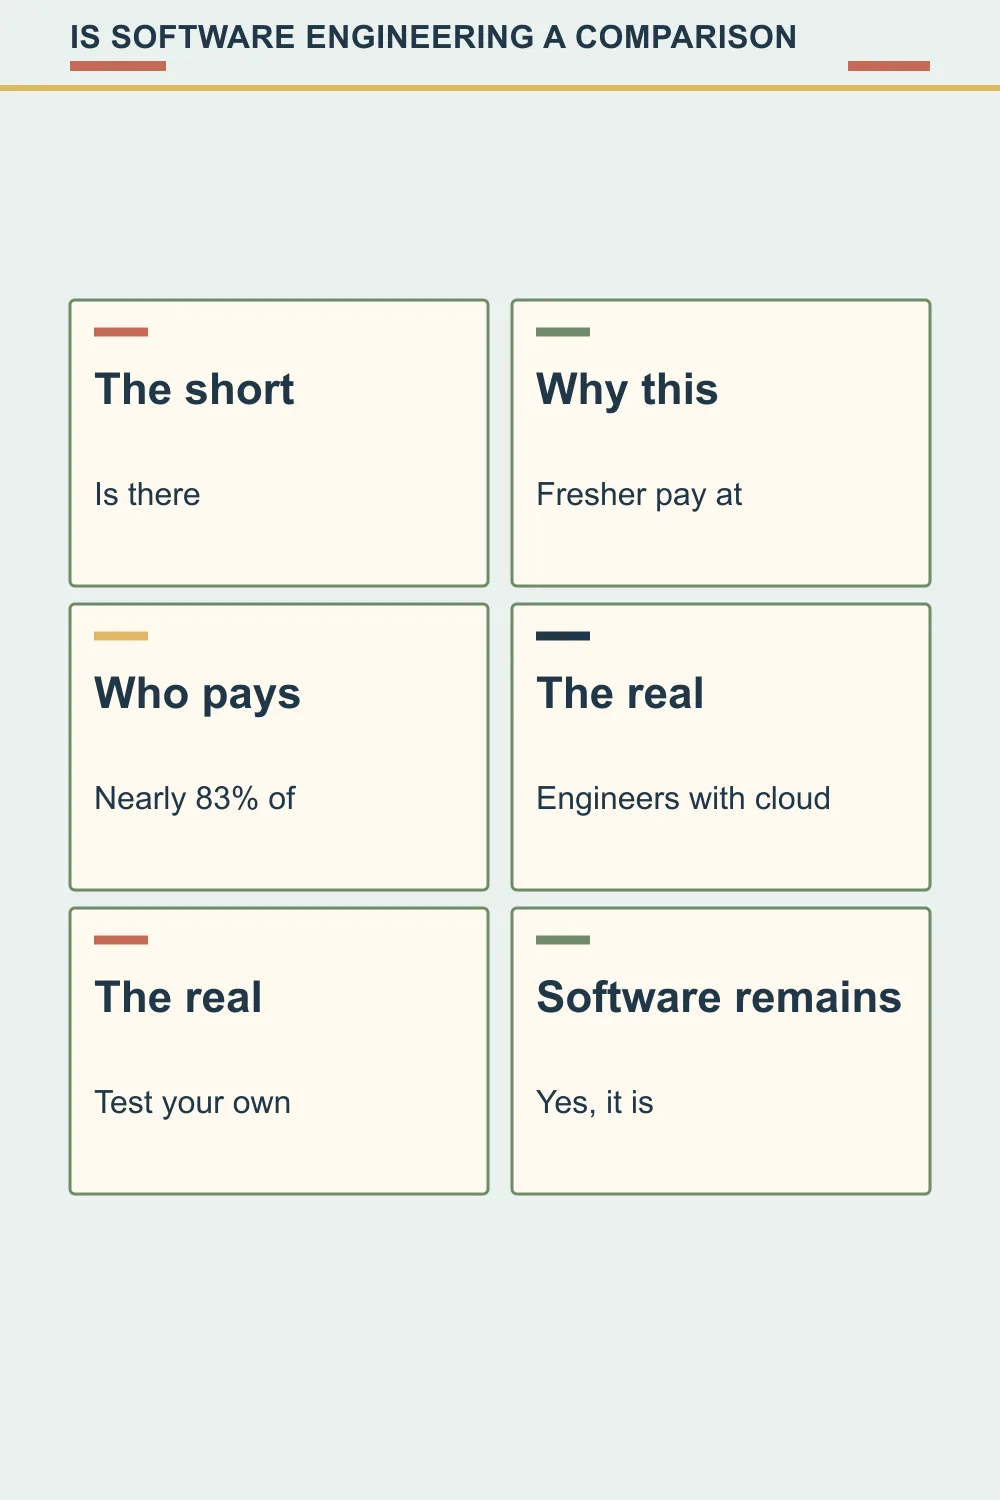 IS SOFTWARE ENGINEERING A COMPARISON
The short
Is there
Why this
Fresher pay at
Who pays
Nearly 83% of
The real
Engineers with cloud
The real
Test your own
Software remains
Yes, it is